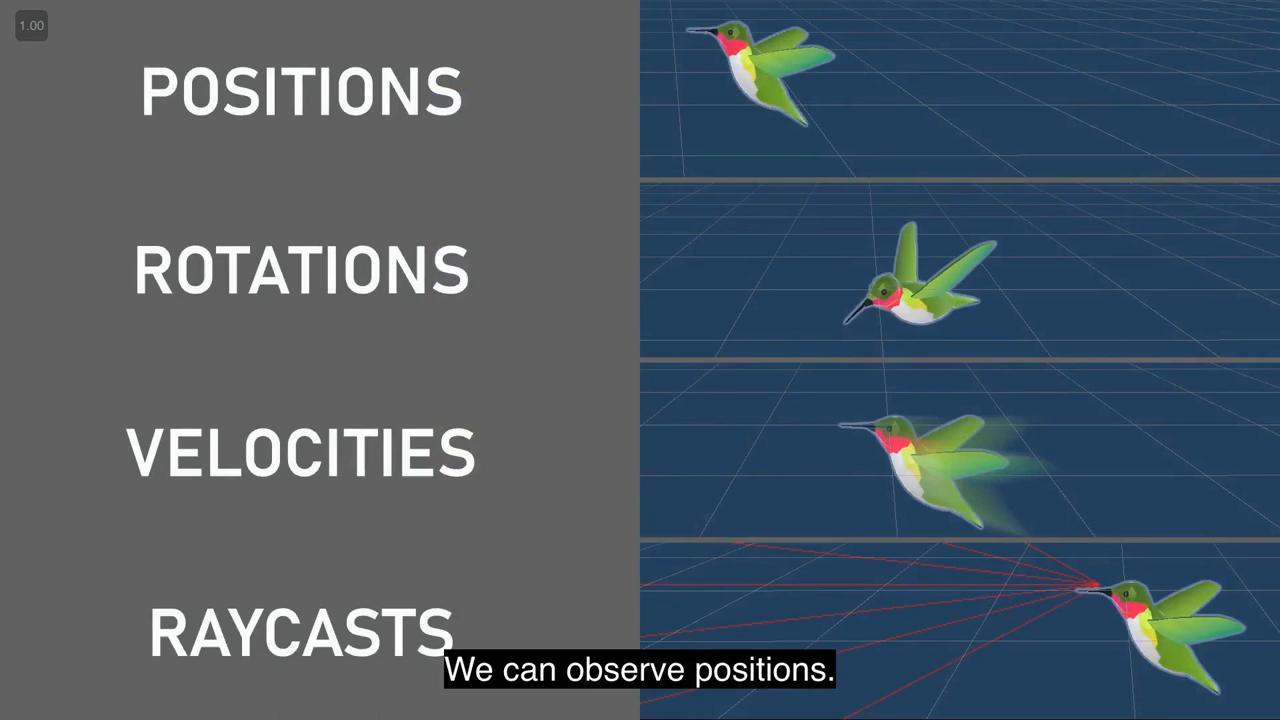 1.00
POSITIONS
ROTATIONS
VELOCITIES
RAYCASTS
We can observe positions.